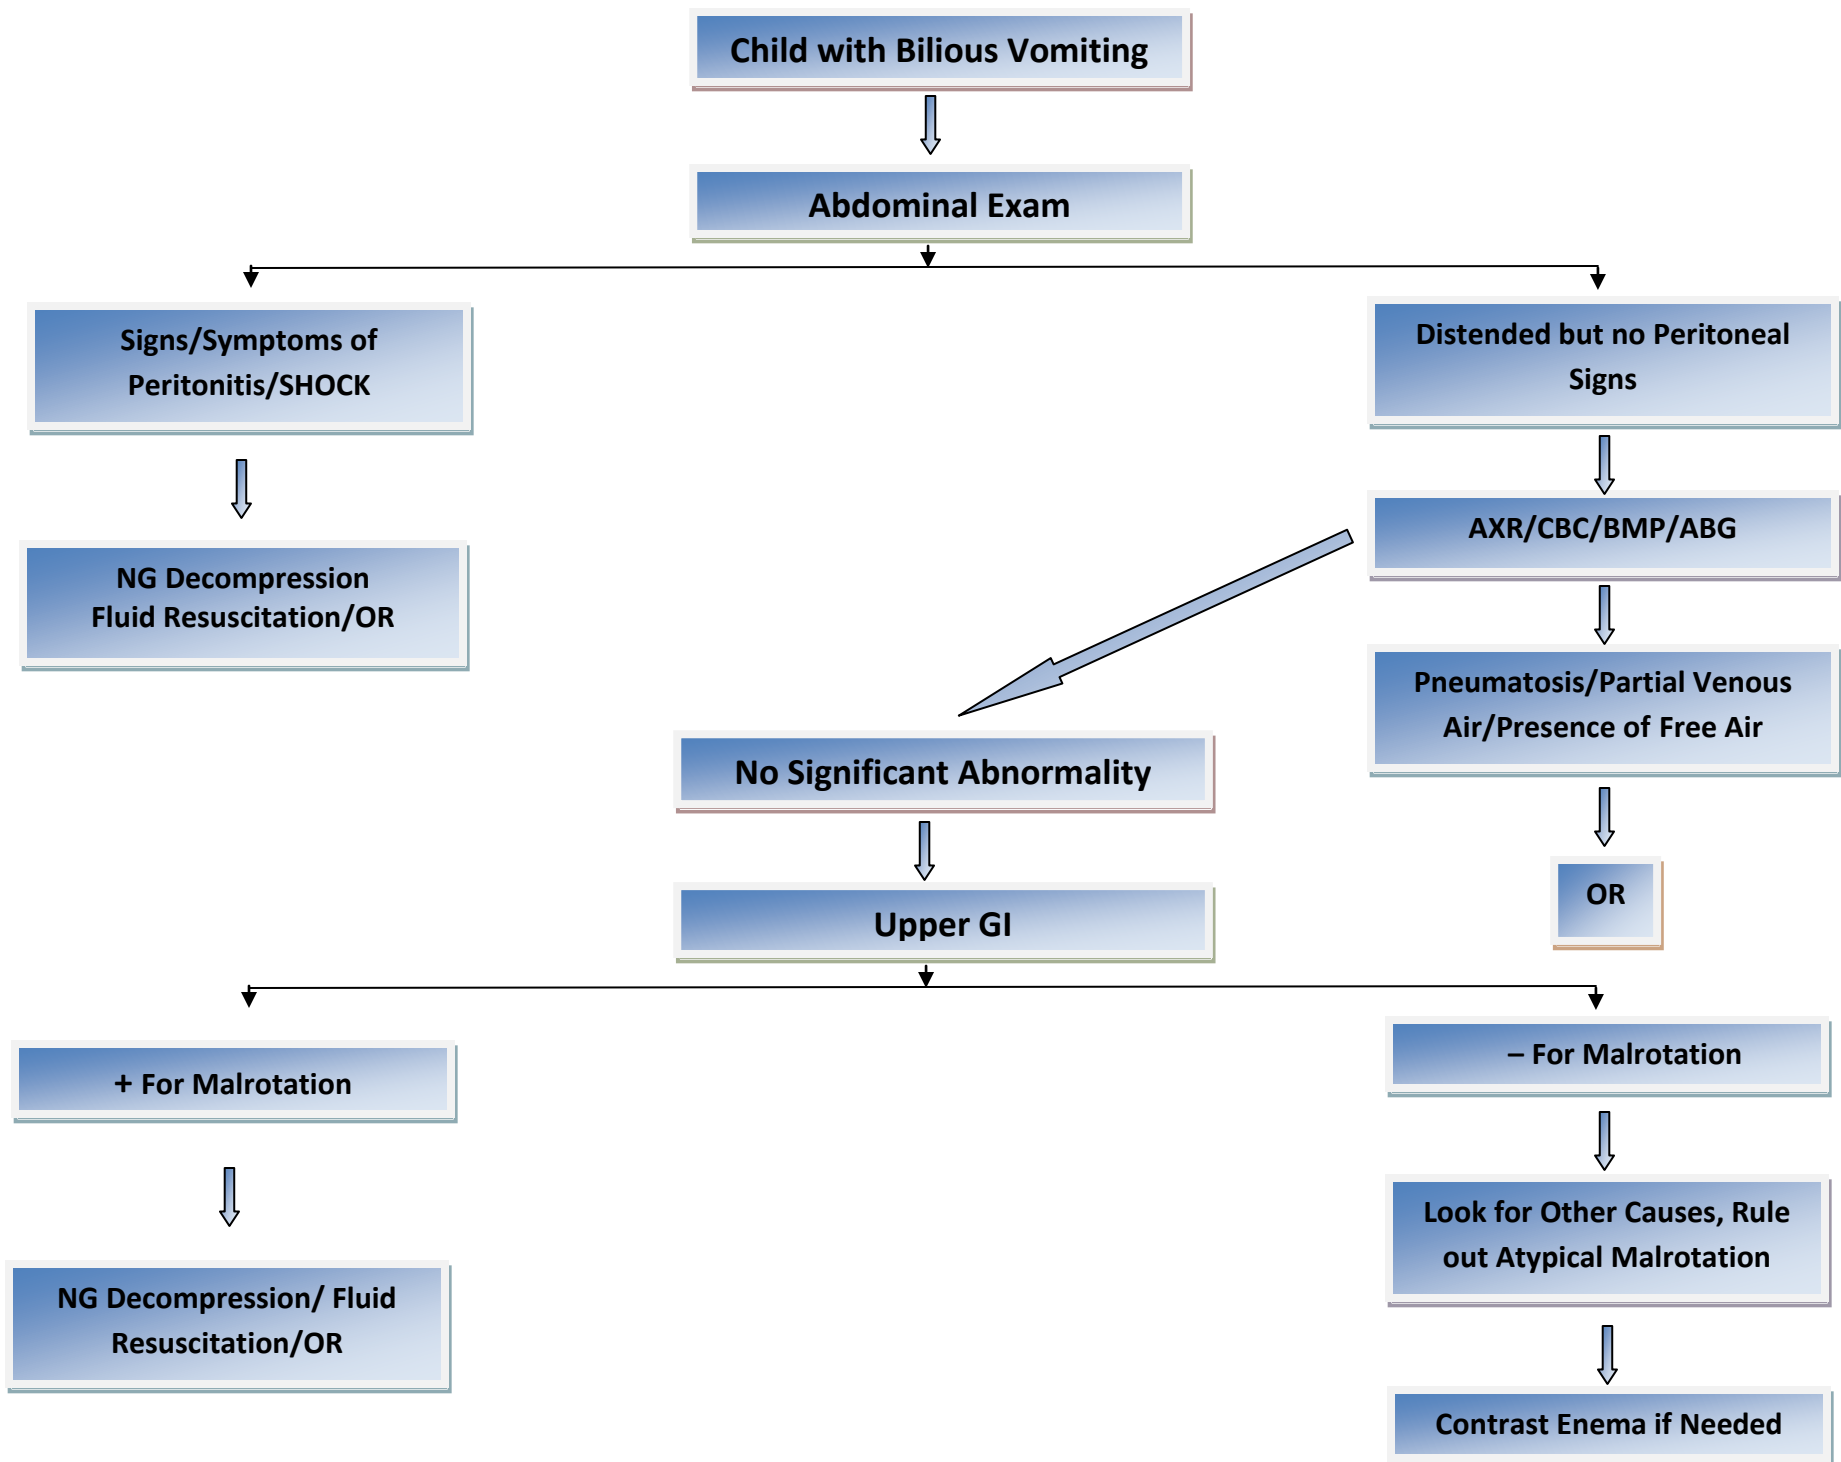 Child with Bilious Vomiting
Abdominal Exam
Signs/Symptoms of
Peritonitis/SHOCK
NG Decompression
Fluid Resuscitation/OR
Distended but no Peritoneal
Signs
AXR/CBC/BMP/ABG
Pneumatosis/Partial Venous
Air/Presence of Free Air
OR
No Significant Abnormality
Upper GI
+ For Malrotation
NG Decompression/ Fluid
Resuscitation/OR
– For Malrotation
Look for Other Causes, Rule
out Atypical Malrotation
Contrast Enema if Needed